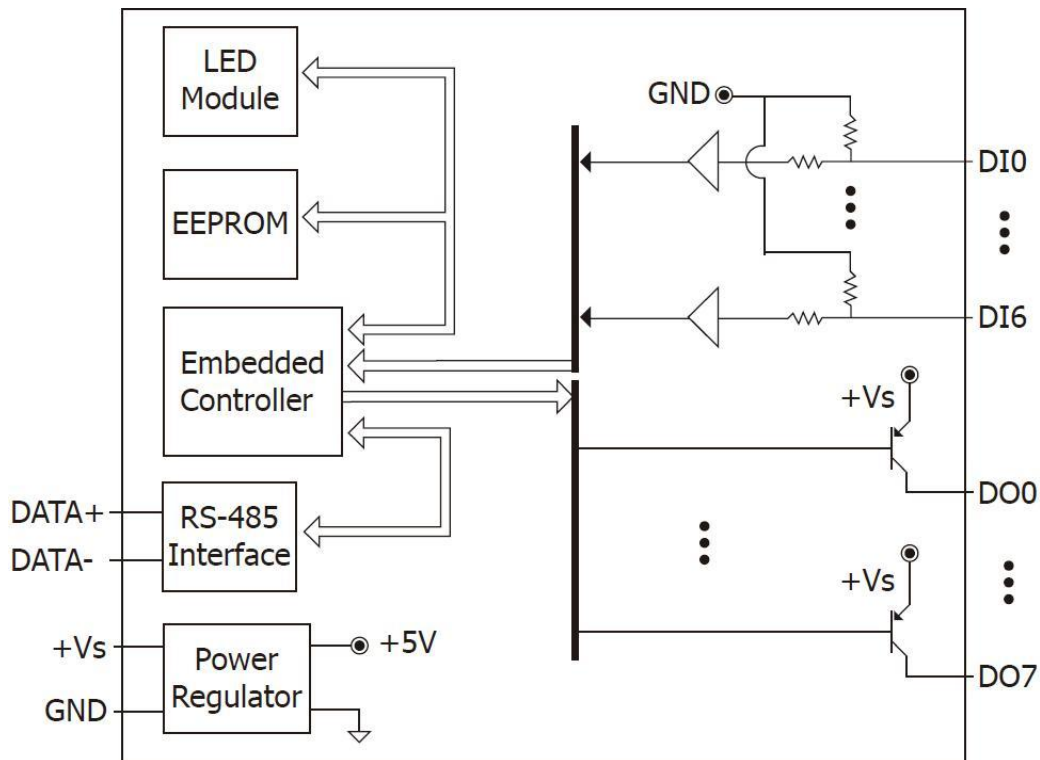 LED
Module
EEPROM
Embedded
Controller
RS-485
Interface
DATA+
DATA-
+Vs
GND
Power
Regulator
+5V
GND
DI0
DI6
+Vs
DO0
+Vs
DO7